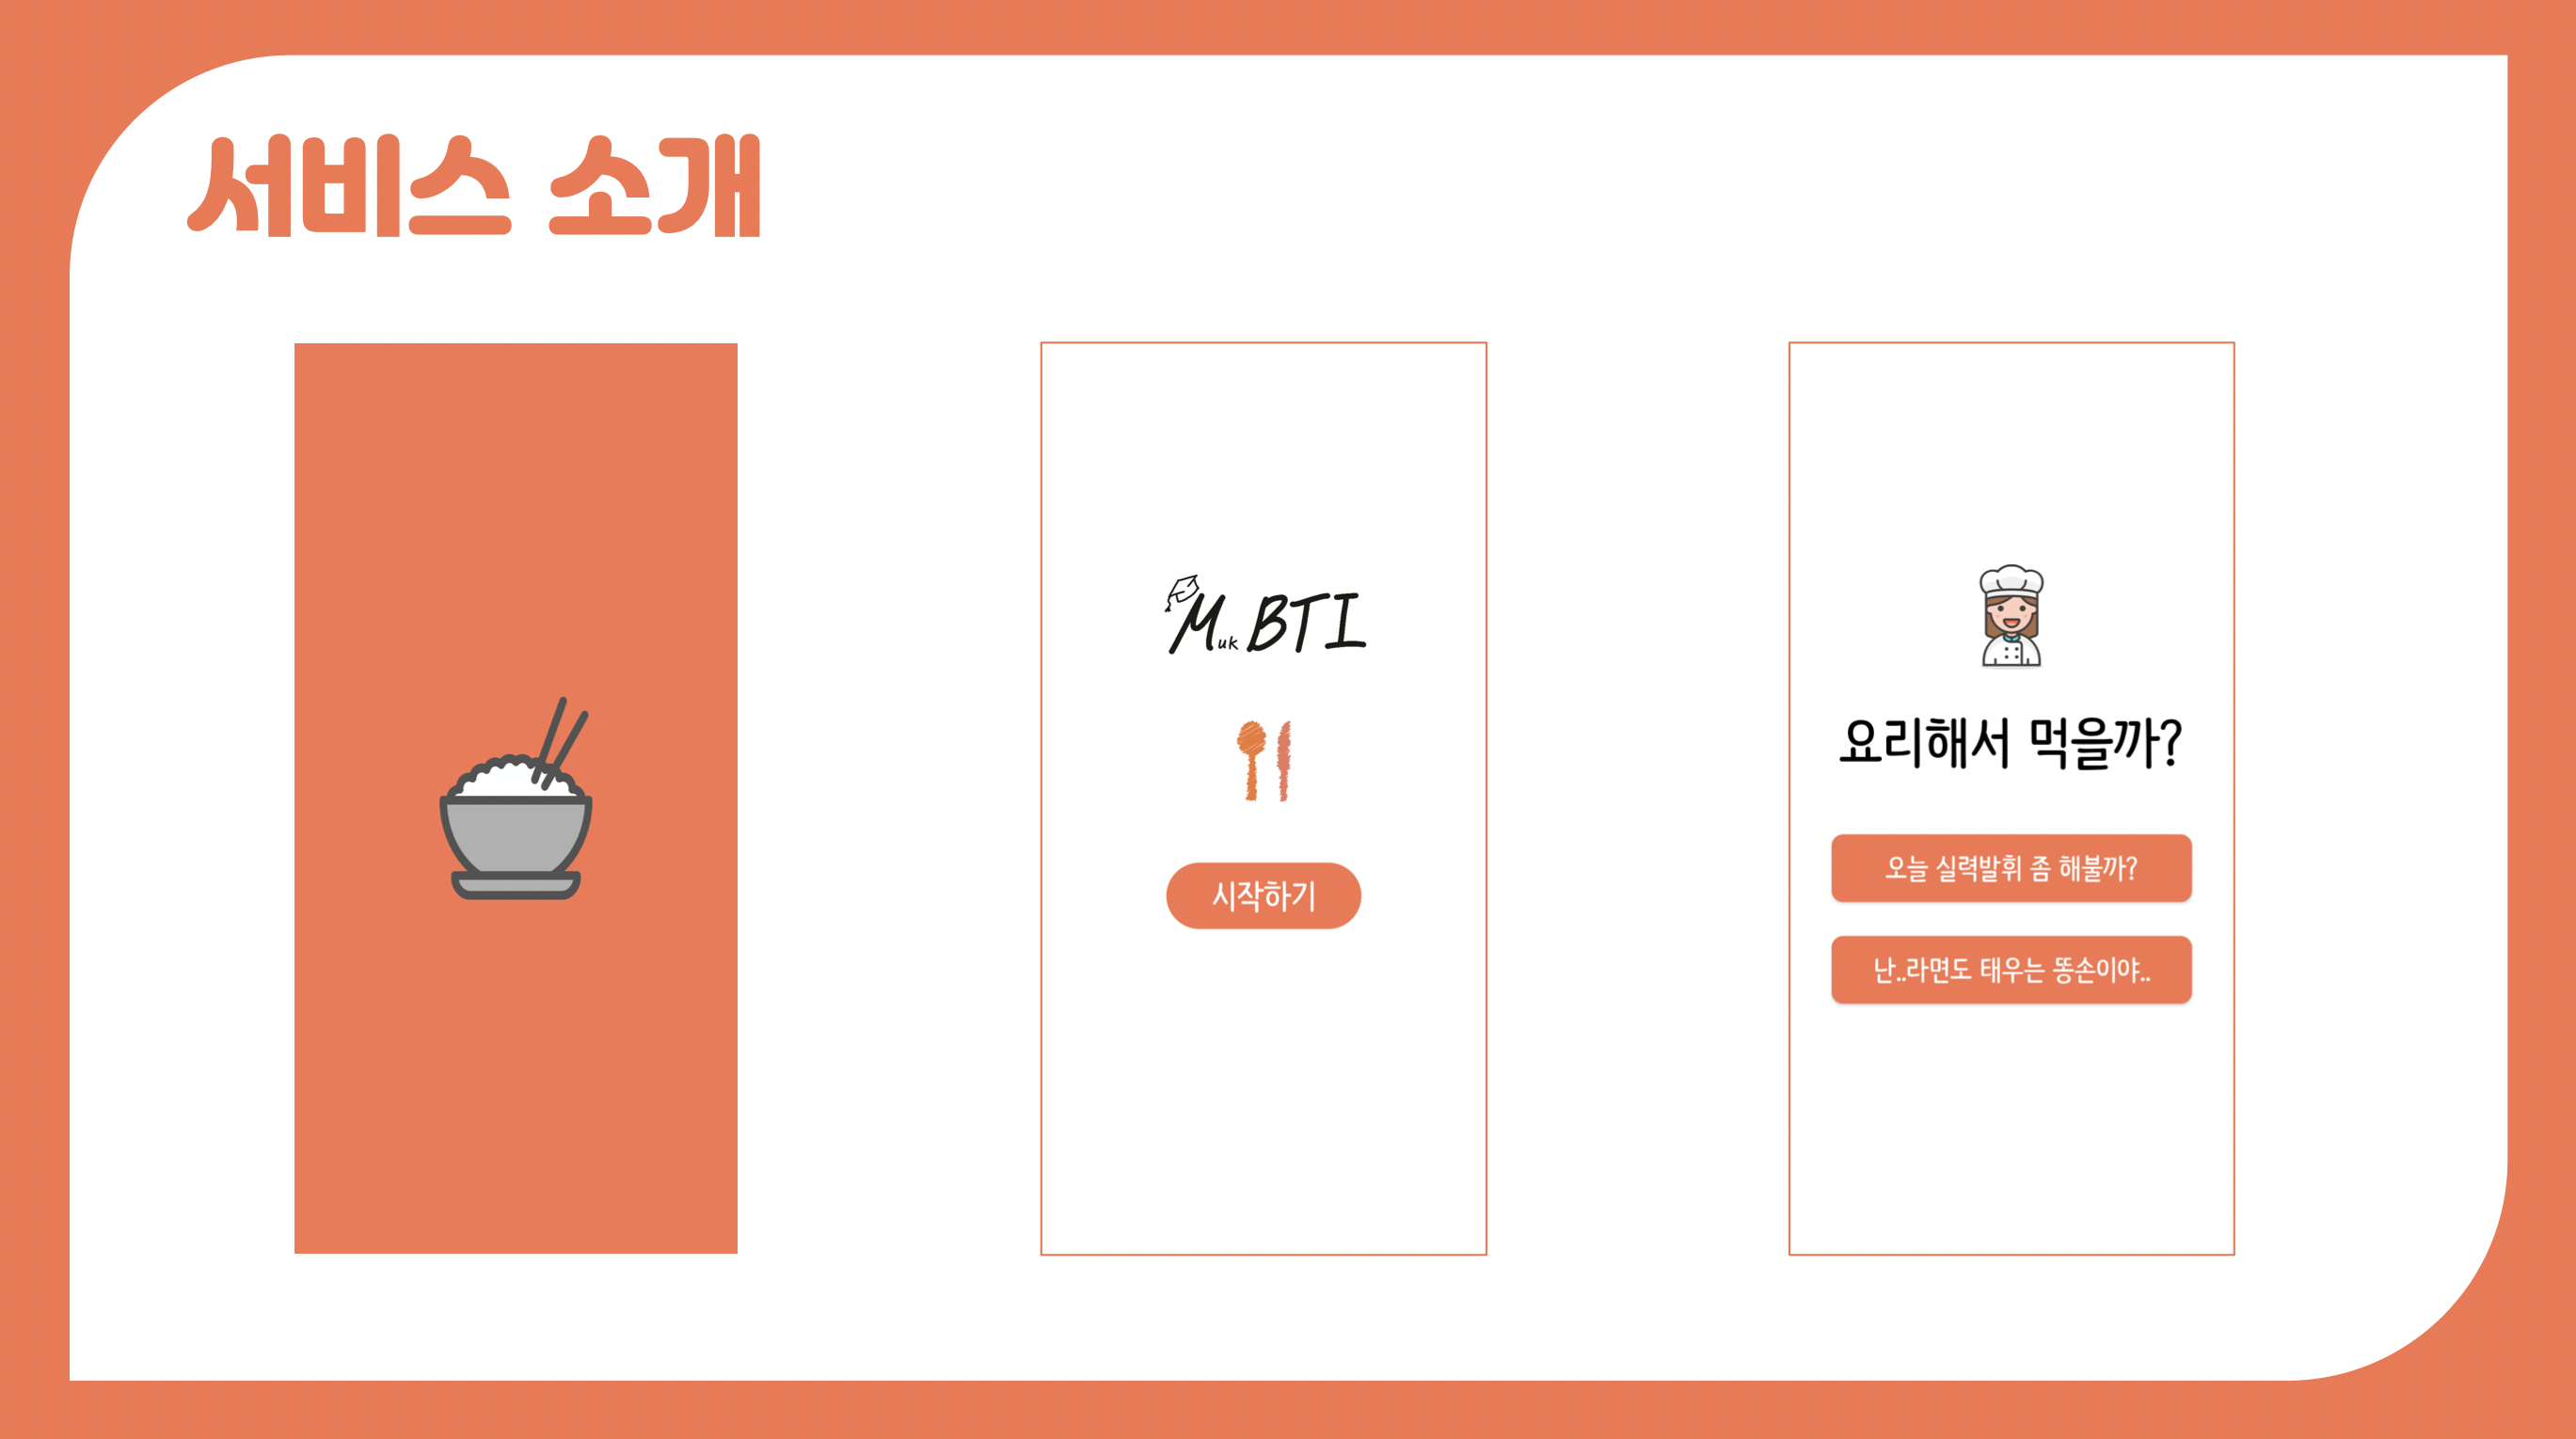 서비스 소개
MukBTI
시작하기
요리해서 먹을까?
오늘 실력발휘 좀 해불까?
난..라면도 태우는 똥손이야..